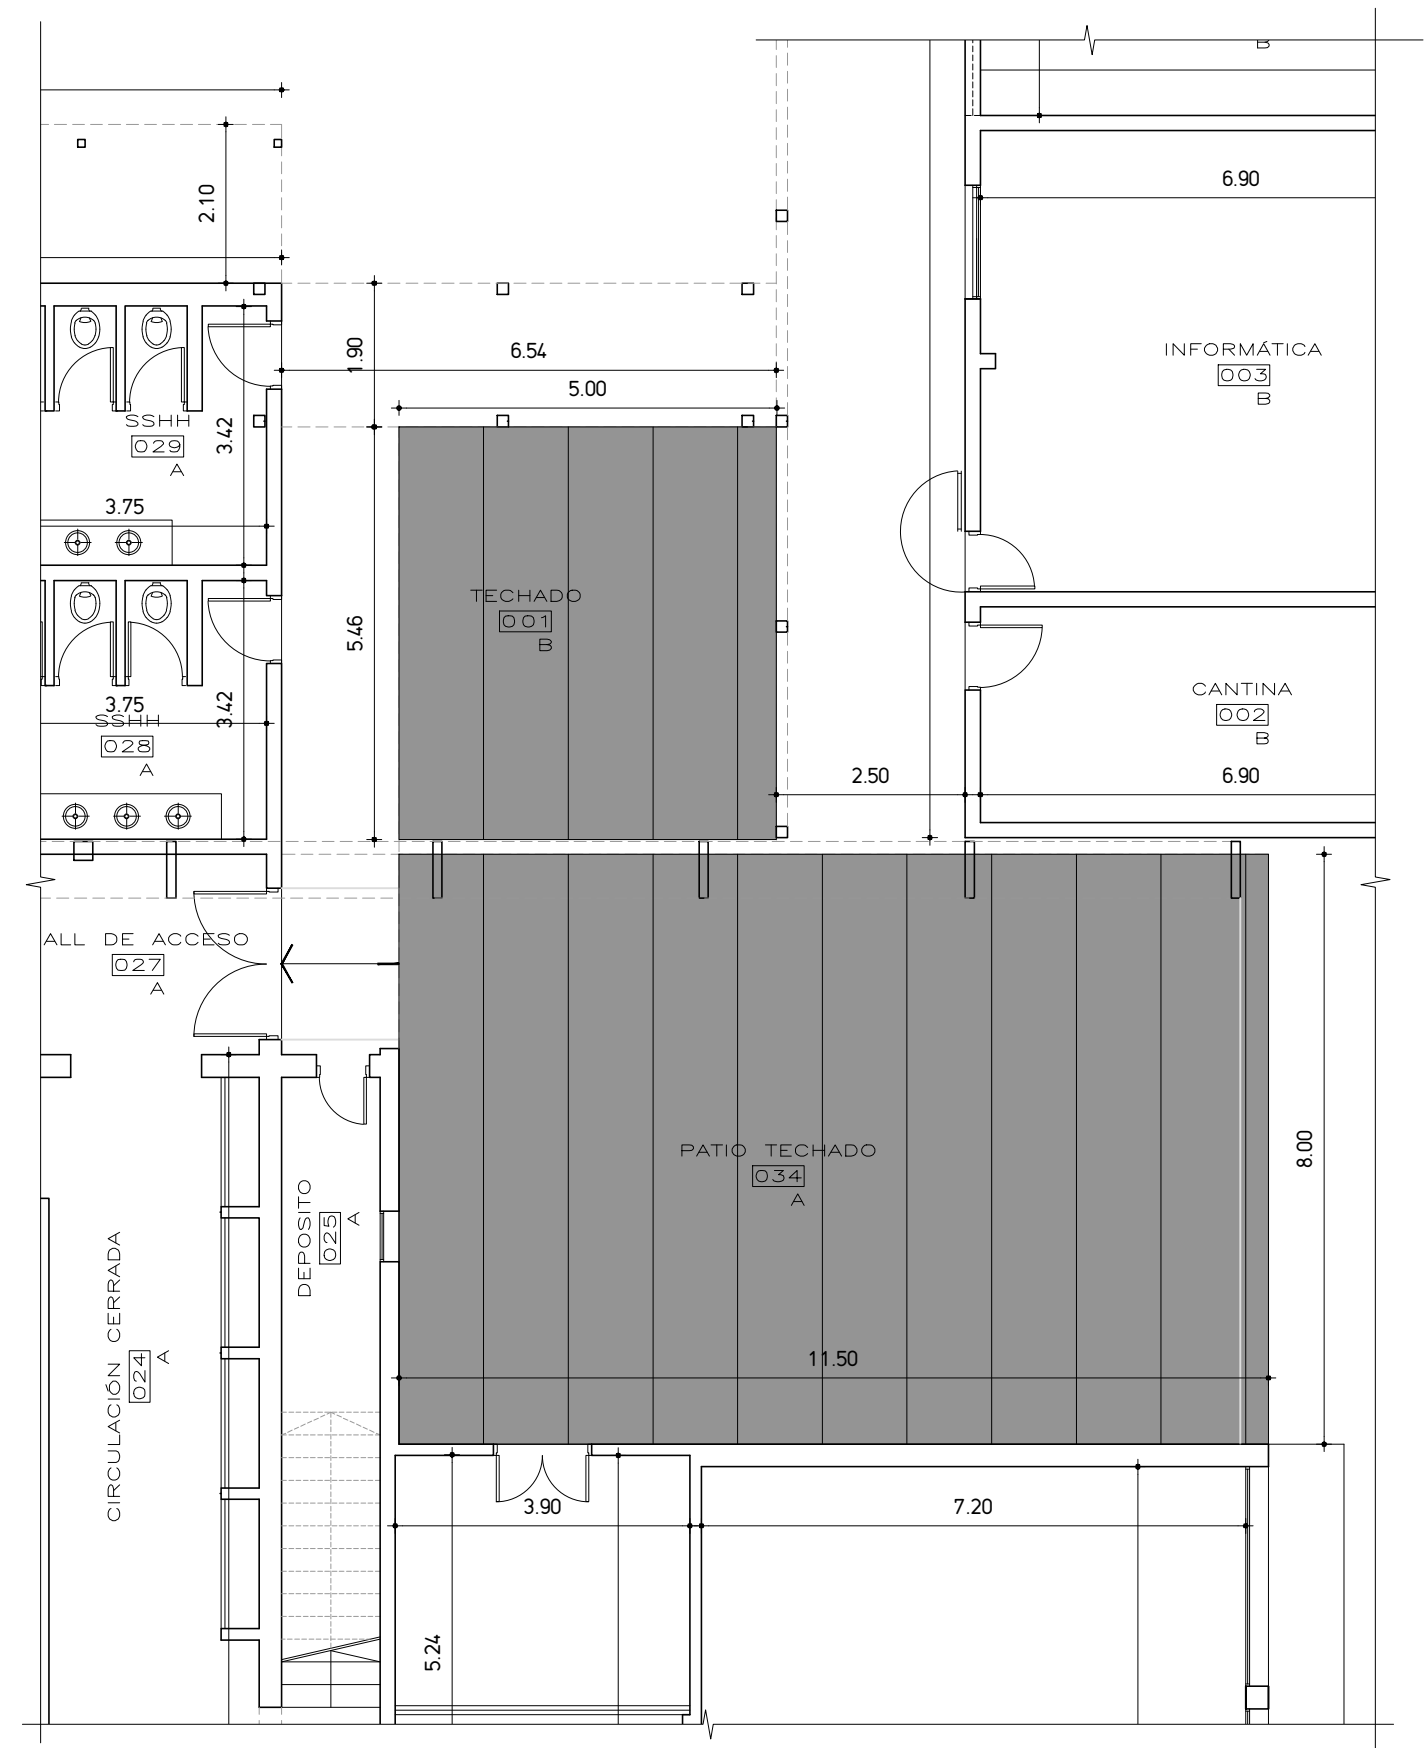 B
6.90
2.10
INFORMÁTICA
003
B
1.90
6.54
5.00
SSHH
029
A
3.42
3.75
TECHADO
001
B
5.46
3.75
SSHH
028
A
3.42
CANTINA
002
B
2.50
6.90
ALL DE ACCESO
027
A
PATIO TECHADO
034
A
8.00
DEPOSITO
025
A
CIRCULACIÓN CERRADA
024
A
11.50
3.90
7.20
5.24